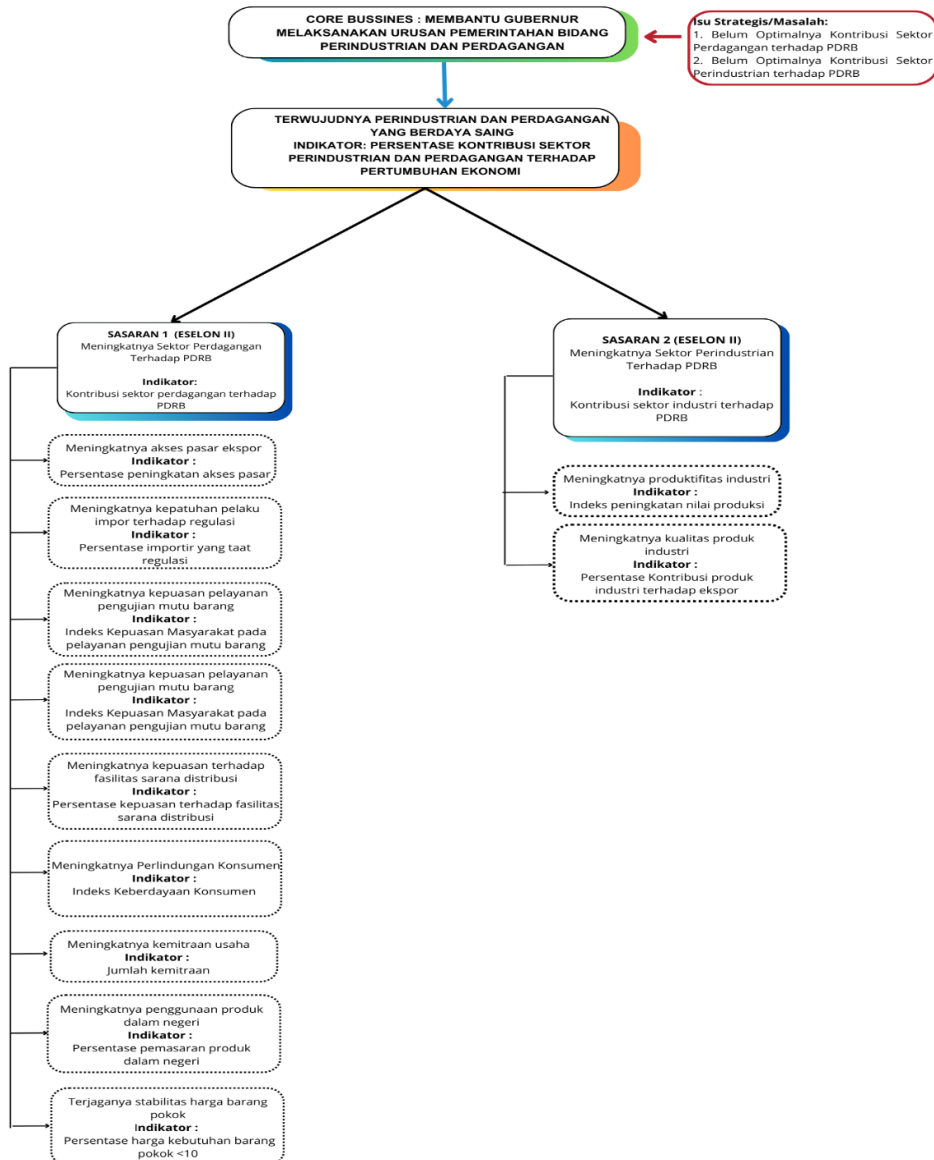 CORE BUSSINES : MEMBANTU GUBERNUR
MELAKSANAKAN URUSAN PEMERINTAHAN BIDANG
PERINDUSTRIAN DAN PERDAGANGAN
Isu Strategis/Masalah:
1. Belum Optimalnya Kontribusi Sektor
Perdagangan terhadap PDRB
2. Belum Optimalnya Kontribusi Sektor
Perindustrian terhadap PDRB
TERWUJUDNYA PERINDUSTRIAN DAN PERDAGANGAN
YANG BERDAYA SAING
INDIKATOR: PERSENTASE KONTRIBUSI SEKTOR
PERINDUSTRIAN DAN PERDAGANGAN TERHADAP
PERTUMBUHAN EKONOMI
SASARAN 1 (ESELON II)
Meningkatnya Sektor Perdagangan
Terhadap PDRB
Indikator:
Kontribusi sektor perdagangan terhadap
PDRB
Meningkatnya akses pasar ekspor
Indikator :
Persentase peningkatan akses pasar
Meningkatnya kepatuhan pelaku
impor terhadap regulasi
Indikator :
Persentase importir yang taat
regulasi
Meningkatnya kepuasan pelayanan
pengujian mutu barang
Indikator :
Indeks Kepuasan Masyarakat pada
pelayanan pengujian mutu barang
Meningkatnya kepuasan pelayanan
pengujian mutu barang
Indikator :
Indeks Kepuasan Masyarakat pada
pelayanan pengujian mutu barang
Meningkatnya kepuasan terhadap
fasilitas sarana distribusi
Indikator :
Persentase kepuasan terhadap fasilitas
sarana distribusi
Meningkatnya Perlindungan Konsumen
Indikator :
Indeks Keberdayaan Konsumen
Meningkatnya kemitraan usaha
Indikator :
Jumlah kemitraan
Meningkatnya penggunaan produk
dalam negeri
Indikator :
Persentase pemasaran produk
dalam negeri
Terjaganya stabilitas harga barang
pokok
Indikator :
Persentase harga kebutuhan barang
pokok <10
SASARAN 2 (ESELON II)
Meningkatnya Sektor Perindustrian
Terhadap PDRB
Indikator :
Kontribusi sektor industri terhadap
PDRB
Meningkatnya produktifitas industri
Indikator :
Indeks peningkatan nilai produksi
Meningkatnya kualitas produk
industri
Indikator :
Persentase Kontribusi produk
industri terhadap ekspor